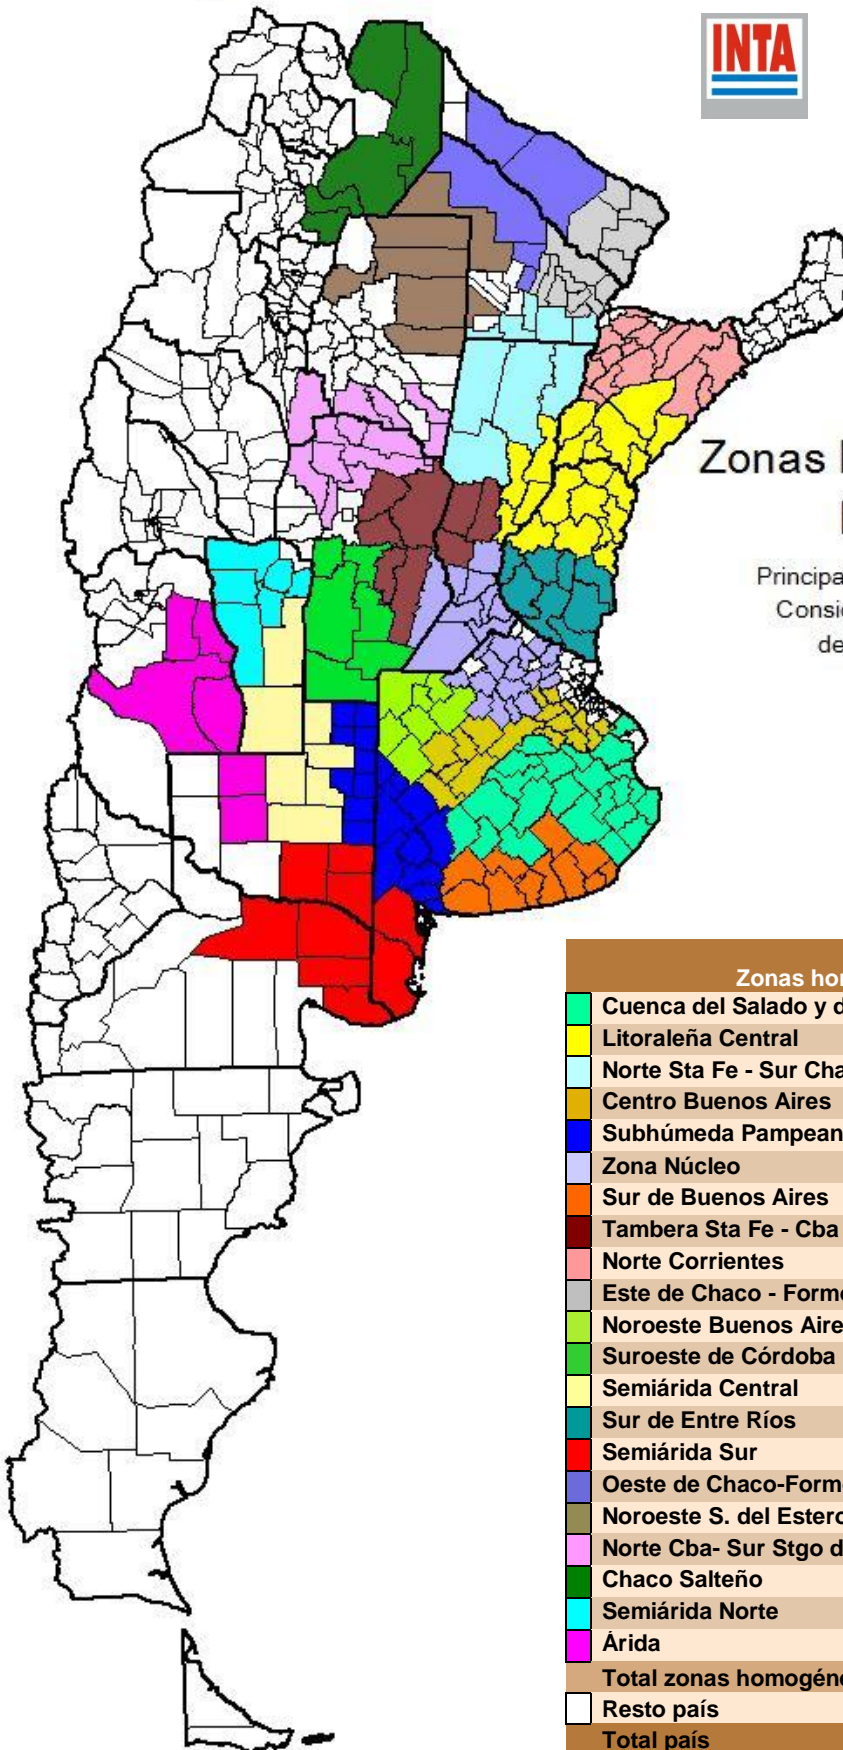 INTA
Zonas
Principa
Consi
de
Zonas ho
Cuenca del Salado y d
Litoraleña Central
Norte Sta Fe - Sur Cha
Centro Buenos Aires
Subhúmeda Pampean
Zona Núcleo
Sur de Buenos Aires
Tambera Sta Fe - Cba
Norte Corrientes
Este de Chaco - Form
Noroeste Buenos Aire
Suroeste de Córdoba
Semiárida Central
Sur de Entre Ríos
Semiárida Sur
Oeste de Chaco-Form
Noroeste S. del Estero
Norte Cba- Sur Stgo d
Chaco Salteño
Semiárida Norte
Árida
Total zonas homogén
Resto país
Total país